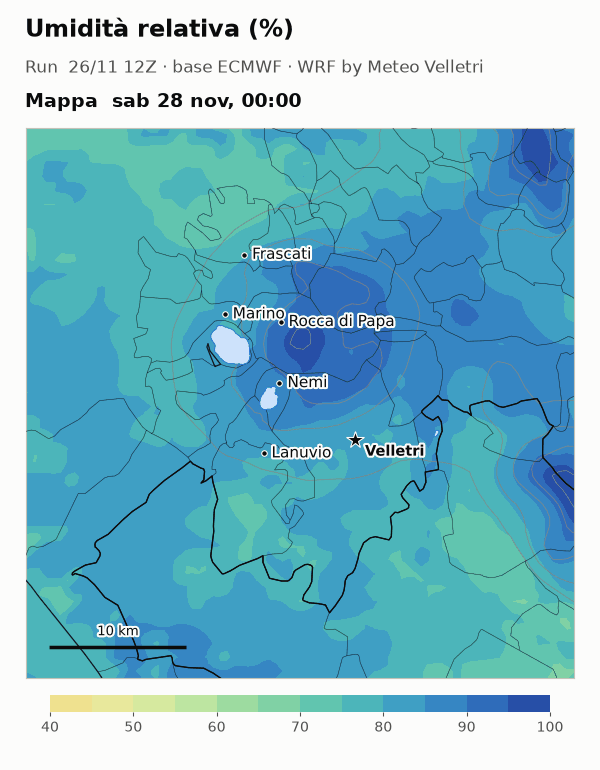 Umidità relativa (%)
Run 26/11 12Z · base ECMWF · WRF by Meteo Velletri
Mappa sab 28 nov, 00:00
Frascati
Marino
Rocca di Papa
Nemi
Velletri
Lanuvio
10 km
40 50 60 70 80 90 100